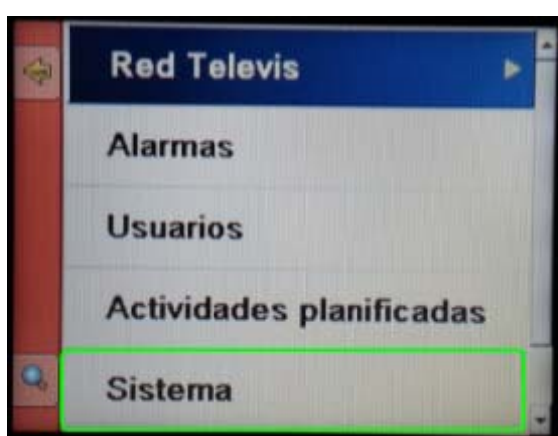 Red Televis
Alarmas
Usuarios
Actividades planificadas
Sistema